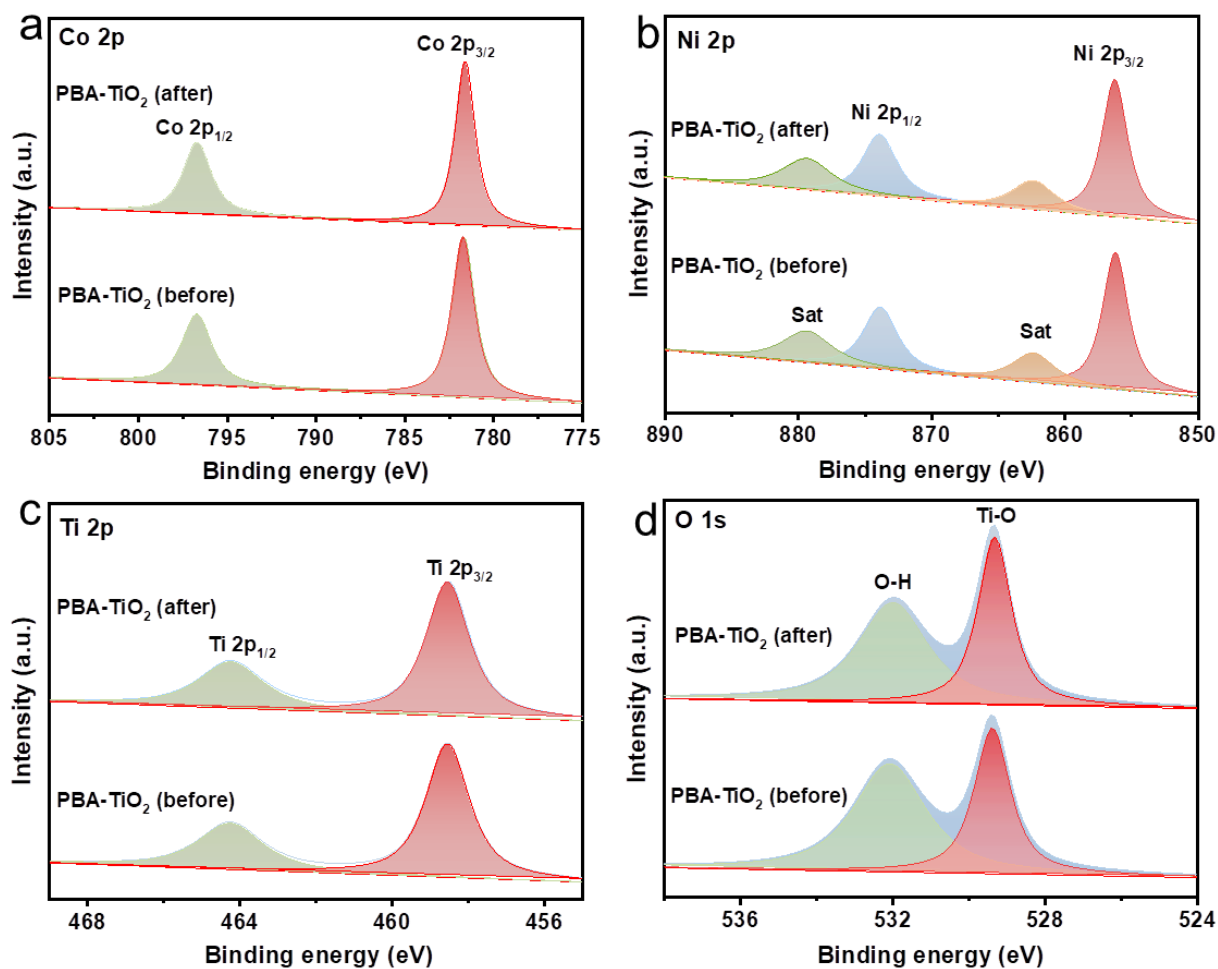 a
Co 2p
Co 2p3/2
PBA-TiO2 (after)
Co 2p1/2
PBA-TiO2 (before)
Intensity (a.u.)
805 800 795 790 785 780 775
Binding energy (eV)
b
Ni 2p
Ni 2p3/2
Ni 2p1/2
PBA-TiO2 (after)
PBA-TiO2 (before)
Sat
Sat
Intensity (a.u.)
890 880 870 860 850
Binding energy (eV)
c
Ti 2p
Ti 2p3/2
PBA-TiO2 (after)
Ti 2p1/2
PBA-TiO2 (before)
Intensity (a.u.)
468 464 460 456
Binding energy (eV)
d
O 1s
Ti-O
O-H
PBA-TiO2 (after)
PBA-TiO2 (before)
Intensity (a.u.)
536 532 528 524
Binding energy (eV)